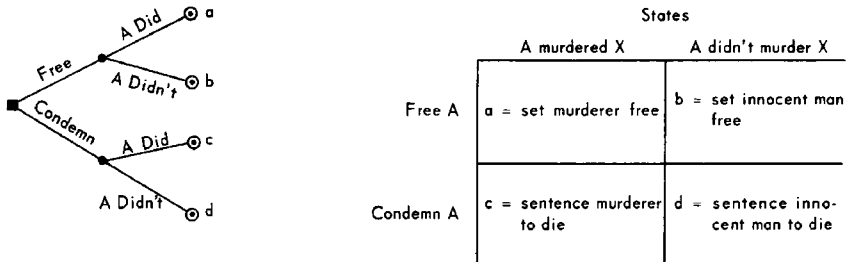 A Did
a
Free
A Didn't
b
Condemn
A Did
c
A Didn't
d
States
A murdered X A didn't murder X
Free A
a = set murderer free
b = set innocent man
free
Condemn A
c = sentence murderer
to die
d = sentence inno-
cent man to die